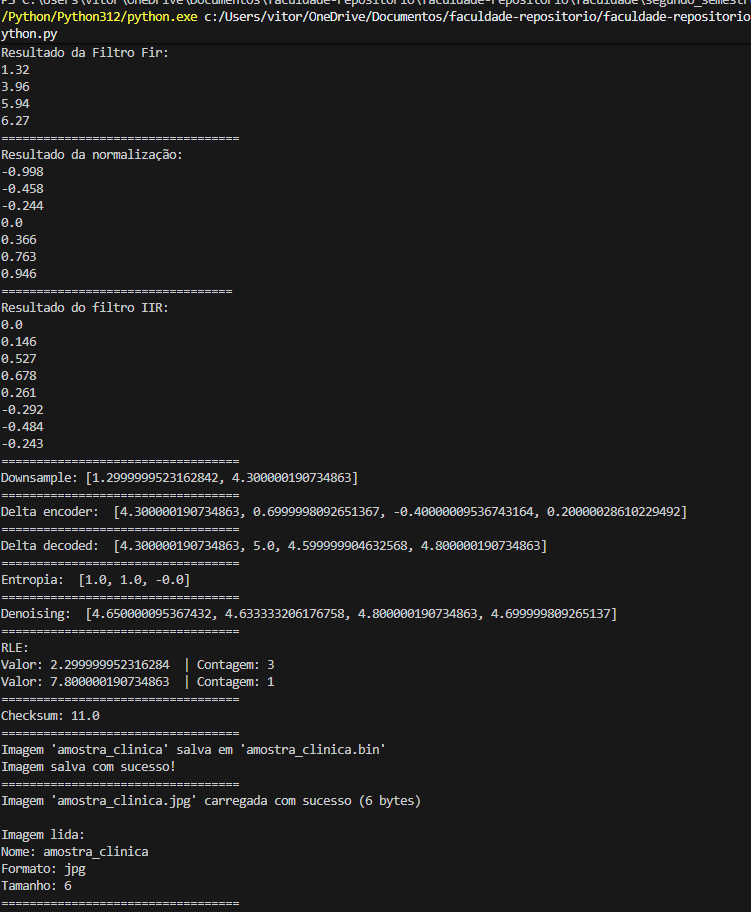 PS C:\Users\vitor\OneDrive\Documentos\faculdade-repositorio\faculdade-repositorio\faculdade\segundo_semestr
/Python/Python312/python.exe c:/Users/vitor/OneDrive/Documentos/faculdade-repositorio/faculdade-repositorio
ython.py
Resultado da Filtro Fir:
1.32
3.96
5.94
6.27
==================================
Resultado da normalização:
-0.998
-0.458
-0.244
0.0
0.366
0.763
0.946
=================================
Resultado do filtro IIR:
0.0
0.146
0.527
0.678
0.261
-0.292
-0.484
-0.243
==================================
Downsample: [1.2999999523162842, 4.300000190734863]
==================================
Delta encoder:  [4.300000190734863, 0.6999998092651367, -0.40000009536743164, 0.20000028610229492]
==================================
Delta decoded:  [4.300000190734863, 5.0, 4.599999904632568, 4.800000190734863]
==================================
Entropia:  [1.0, 1.0, -0.0]
==================================
Denoising:  [4.650000095367432, 4.633333206176758, 4.800000190734863, 4.699999809265137]
==================================
RLE:
Valor: 2.299999952316284  | Contagem: 3
Valor: 7.800000190734863  | Contagem: 1
==================================
Checksum: 11.0
==================================
Imagem 'amostra_clinica' salva em 'amostra_clinica.bin'
Imagem salva com sucesso!
==================================
Imagem 'amostra_clinica.jpg' carregada com sucesso (6 bytes)

Imagem lida:
Nome: amostra_clinica
Formato: jpg
Tamanho: 6
==================================